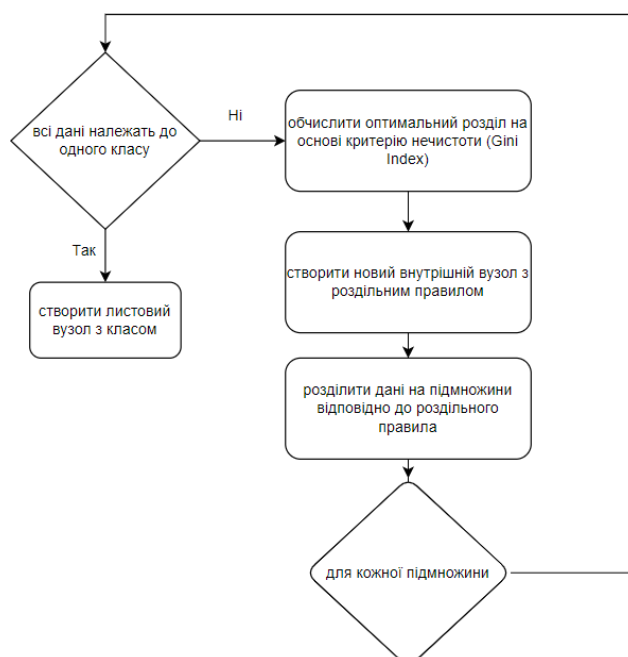 всі дані належать до
одного класу
Ні
обчислити оптимальний розділ на
основі критерію нечистоти (Gini
Index)
Так
створити листовий
вузол з класом
створити новий внутрішній вузол з
роздільним правилом
розділити дані на підмножини
відповідно до роздільного
правила
для кожної підмножини